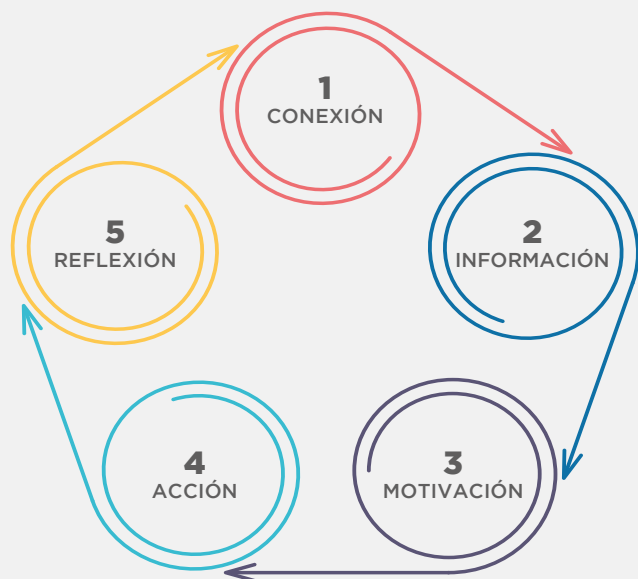 1
CONEXIÓN
2
INFORMACIÓN
3
MOTIVACIÓN
4
ACCIÓN
5
REFLEXIÓN